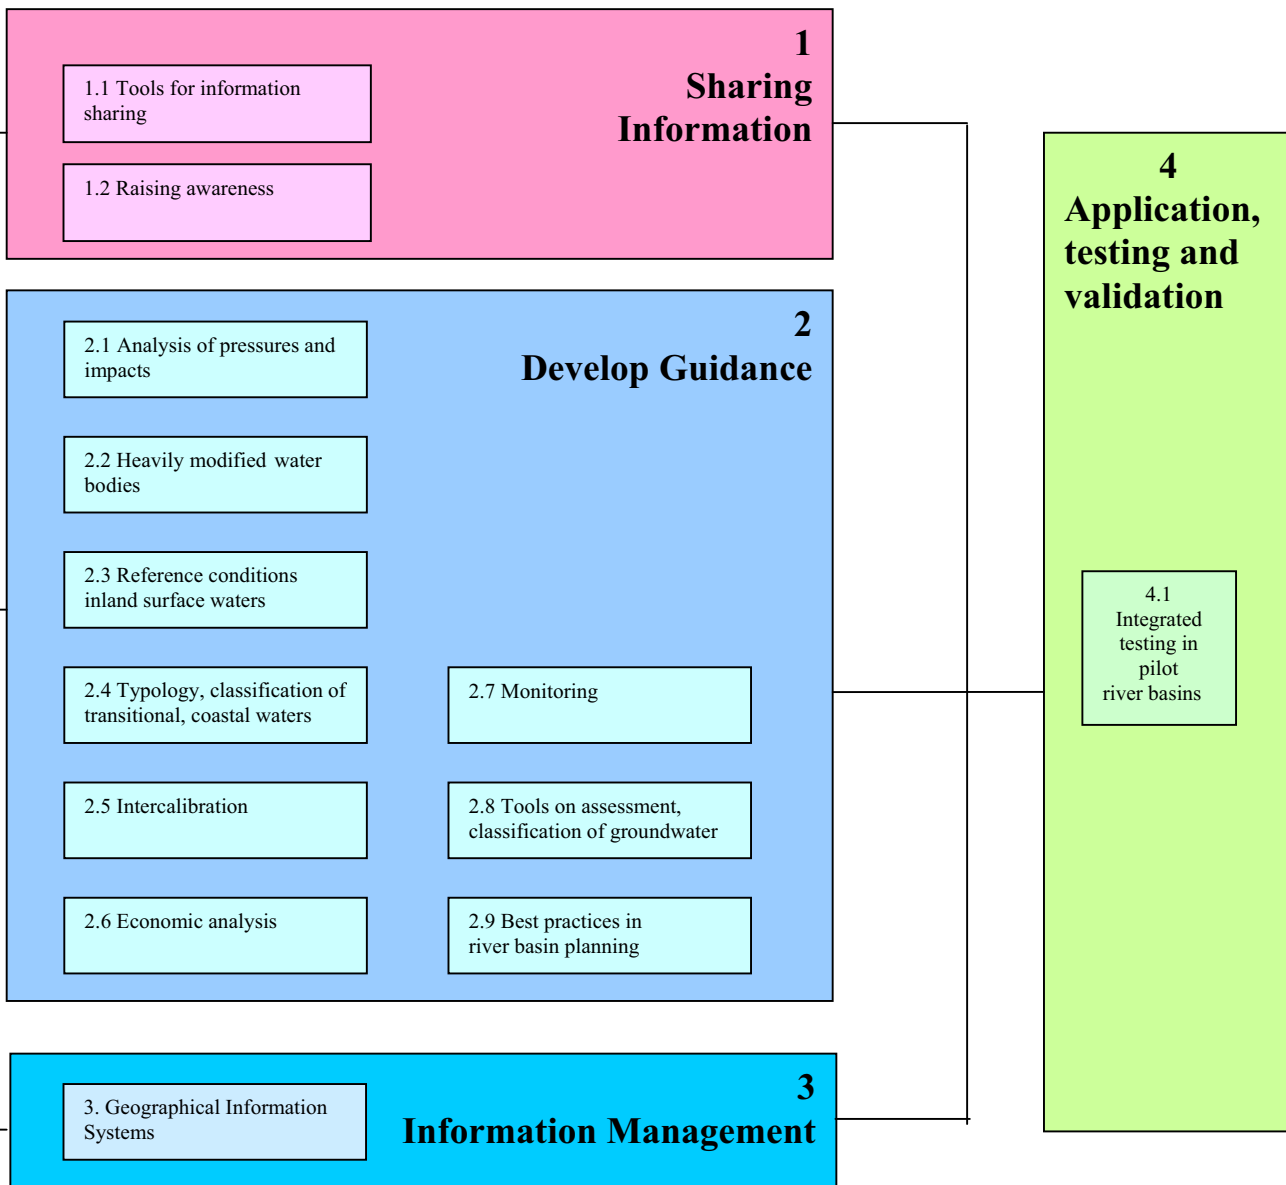 1
Sharing
Information
1.1 Tools for information
sharing
1.2 Raising awareness
2
Develop Guidance
2.1 Analysis of pressures and
impacts
2.2 Heavily modified water
bodies
2.3 Reference conditions
inland surface waters
2.4 Typology, classification of
transitional, coastal waters
2.5 Intercalibration
2.6 Economic analysis
2.7 Monitoring
2.8 Tools on assessment,
classification of groundwater
2.9 Best practices in
river basin planning
3
Information Management
3. Geographical Information
Systems
4
Application,
testing and
validation
4.1
Integrated
testing in
pilot
river basins